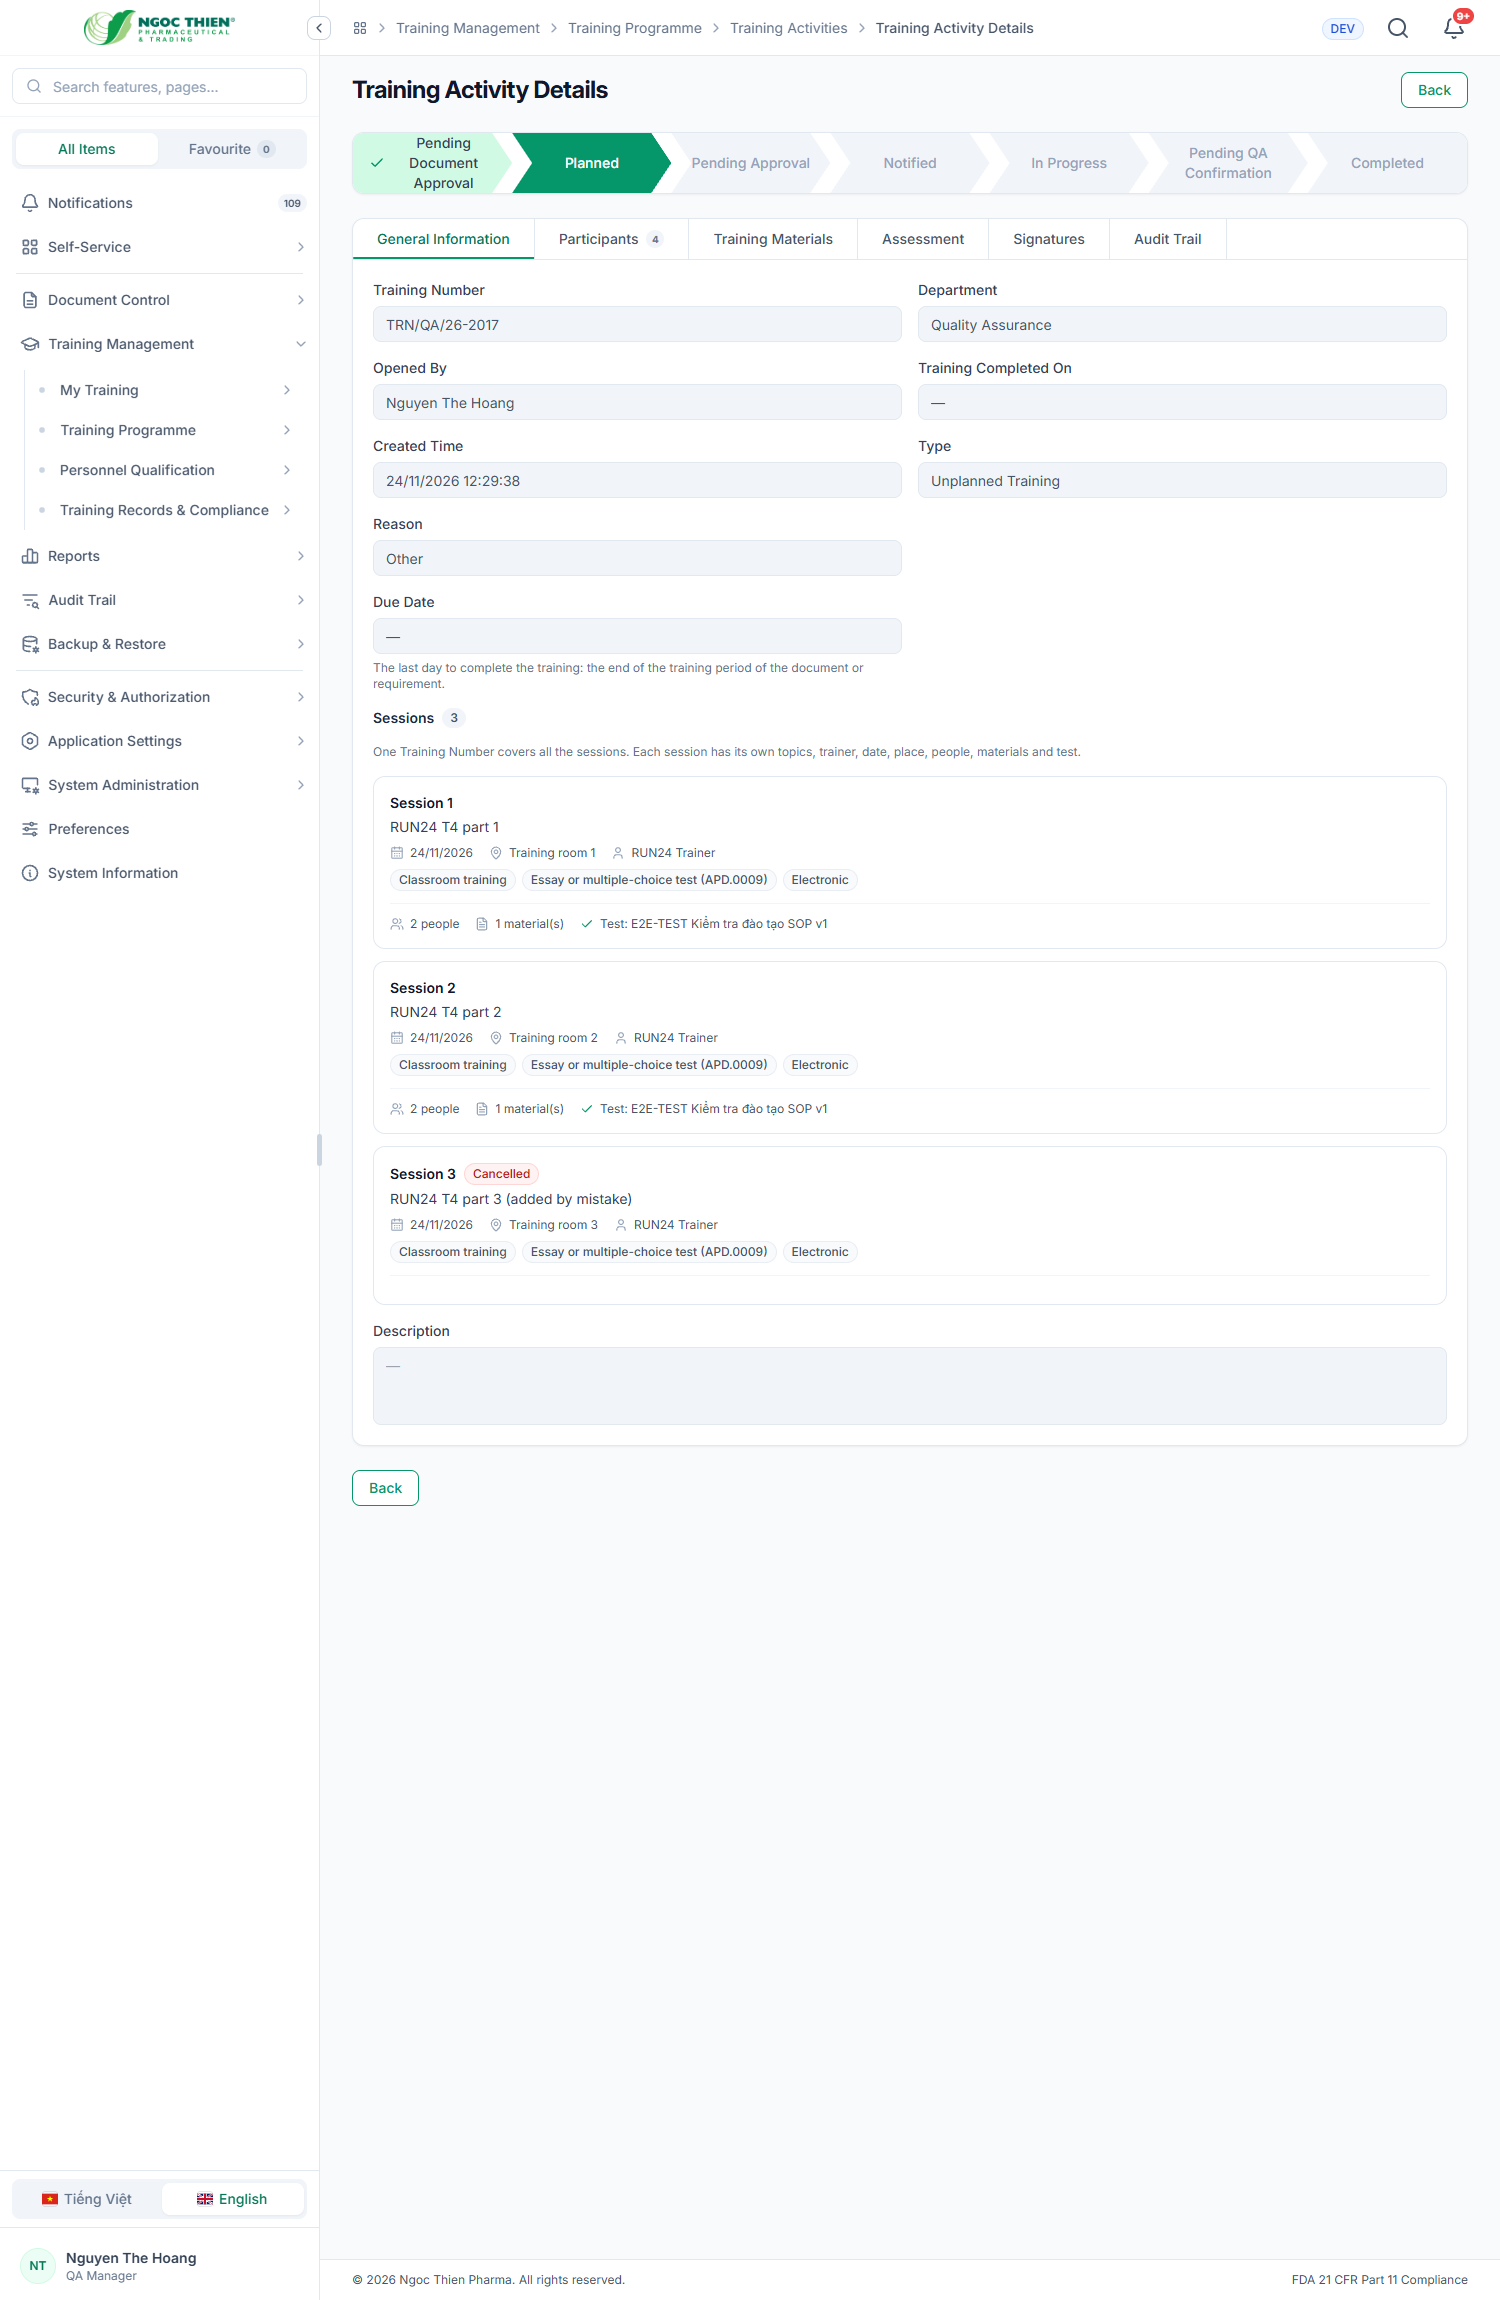 NGOC THIEN®
PHARMACEUTICAL
& TRADING
Search features, pages...
All Items
Favourite 0
Notifications 109
Self-Service
Document Control
Training Management
My Training
Training Programme
Personnel Qualification
Training Records & Compliance
Reports
Audit Trail
Backup & Restore
Security & Authorization
Application Settings
System Administration
Preferences
System Information
Tiếng Việt
English
NT
Nguyen The Hoang
QA Manager
Training Management
Training Programme
Training Activities
Training Activity Details
DEV
9+
Training Activity Details
Back
Pending
Document
Approval
Planned
Pending Approval
Notified
In Progress
Pending QA
Confirmation
Completed
General Information
Participants 4
Training Materials
Assessment
Signatures
Audit Trail
Training Number
TRN/QA/26-2017
Department
Quality Assurance
Opened By
Nguyen The Hoang
Training Completed On
—
Created Time
24/11/2026 12:29:38
Type
Unplanned Training
Reason
Other
Due Date
—
The last day to complete the training: the end of the training period of the document or
requirement.
Sessions 3
One Training Number covers all the sessions. Each session has its own topics, trainer, date, place, people, materials and test.
Session 1
RUN24 T4 part 1
24/11/2026 Training room 1 RUN24 Trainer
Classroom training Essay or multiple-choice test (APD.0009) Electronic
2 people 1 material(s) Test: E2E-TEST Kiểm tra đào tạo SOP v1
Session 2
RUN24 T4 part 2
24/11/2026 Training room 2 RUN24 Trainer
Classroom training Essay or multiple-choice test (APD.0009) Electronic
2 people 1 material(s) Test: E2E-TEST Kiểm tra đào tạo SOP v1
Session 3 Cancelled
RUN24 T4 part 3 (added by mistake)
24/11/2026 Training room 3 RUN24 Trainer
Classroom training Essay or multiple-choice test (APD.0009) Electronic
Description
—
Back
© 2026 Ngoc Thien Pharma. All rights reserved.
FDA 21 CFR Part 11 Compliance